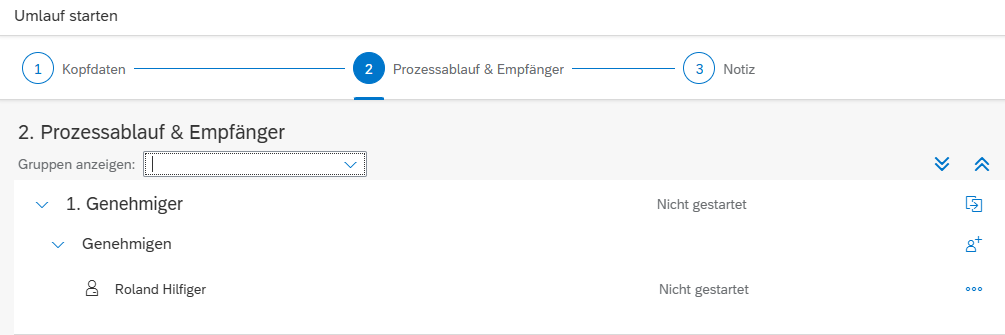 Umlauf starten
1 Kopfdaten 2 Prozessablauf & Empfänger 3 Notiz
2. Prozessablauf & Empfänger
Gruppen anzeigen:
1. Genehmiger Nicht gestartet
Genehmigen
Roland Hilfiger Nicht gestartet